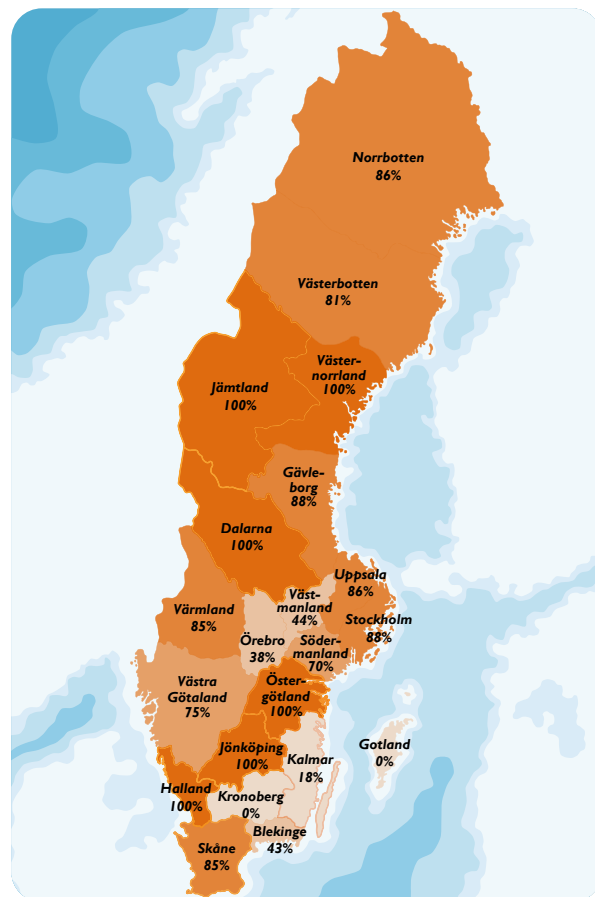 Norrbotten
86%
Västerbotten
81%
Väster-
norrland
100%
Jämtland
100%
Gävle-
borg
88%
Dalarna
100%
Uppsala
86%
Väst-
manland
44%
Värmland
85%
Stockholm
88%
Örebro
38%
Söder-
manland
70%
Västra
Götaland
75%
Öster-
götland
100%
Jönköping
100%
Gotland
0%
Kalmar
18%
Halland
100%
Kronoberg
0%
Blekinge
43%
Skåne
85%